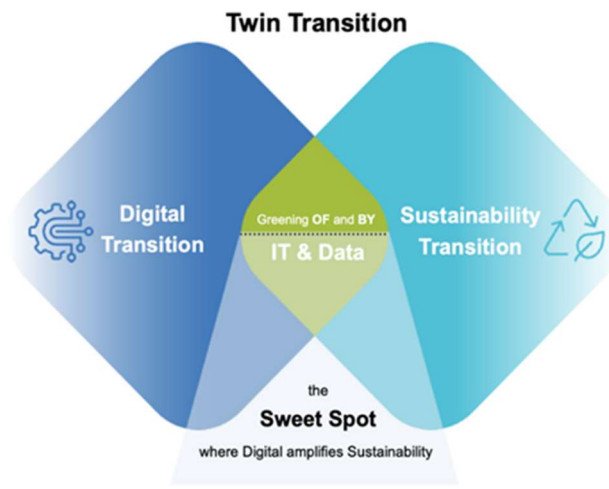 Twin Transition
Digital
Transition
Greening OF and BY
IT & Data
Sustainability
Transition
the
Sweet Spot
where Digital amplifies Sustainability